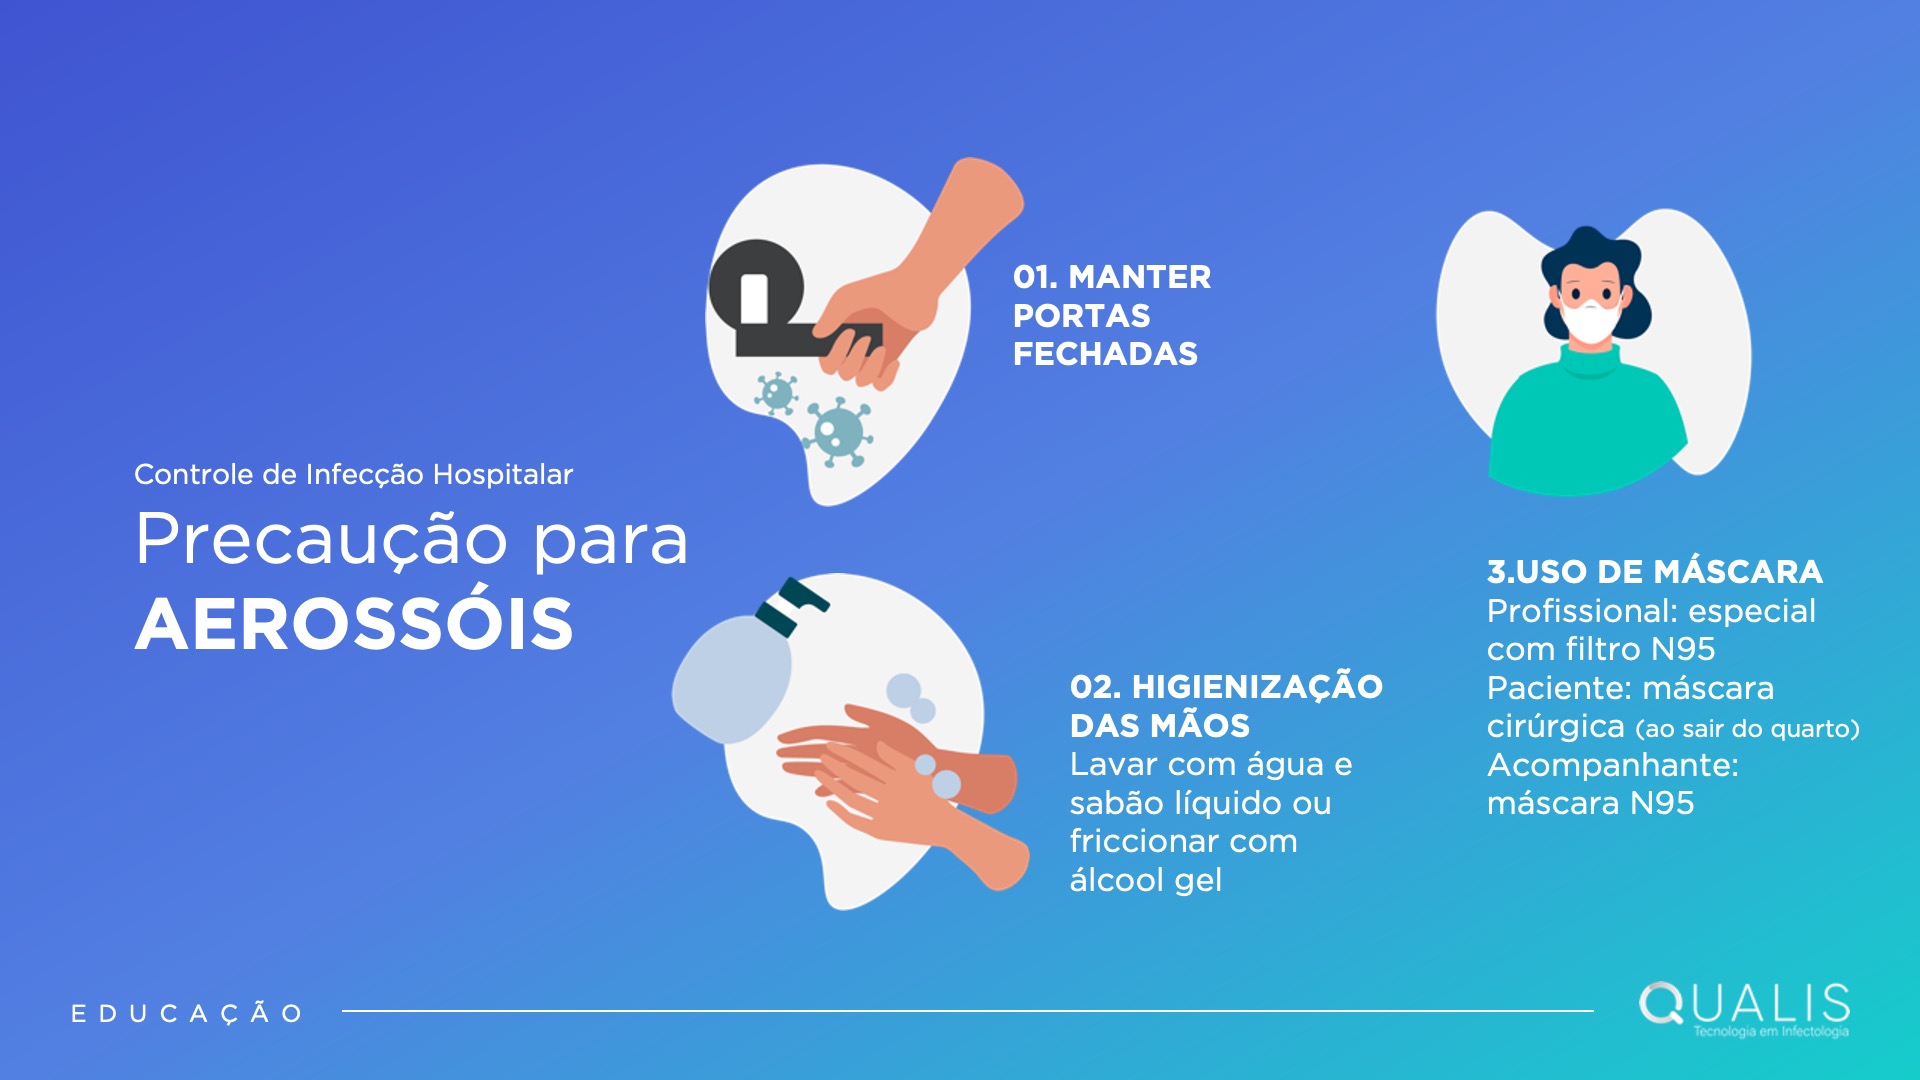 Controle de Infecção Hospitalar
Precaução para
AEROSSÓIS
01. MANTER
PORTAS
FECHADAS
02. HIGIENIZAÇÃO
DAS MÃOS
Lavar com água e
sabão líquido ou
friccionar com
álcool gel
3.USO DE MÁSCARA
Profissional: especial
com filtro N95
Paciente: máscara
cirúrgica (ao sair do quarto)
Acompanhante:
máscara N95
EDUCAÇÃO
QUALIS
Tecnologia em Infectologia